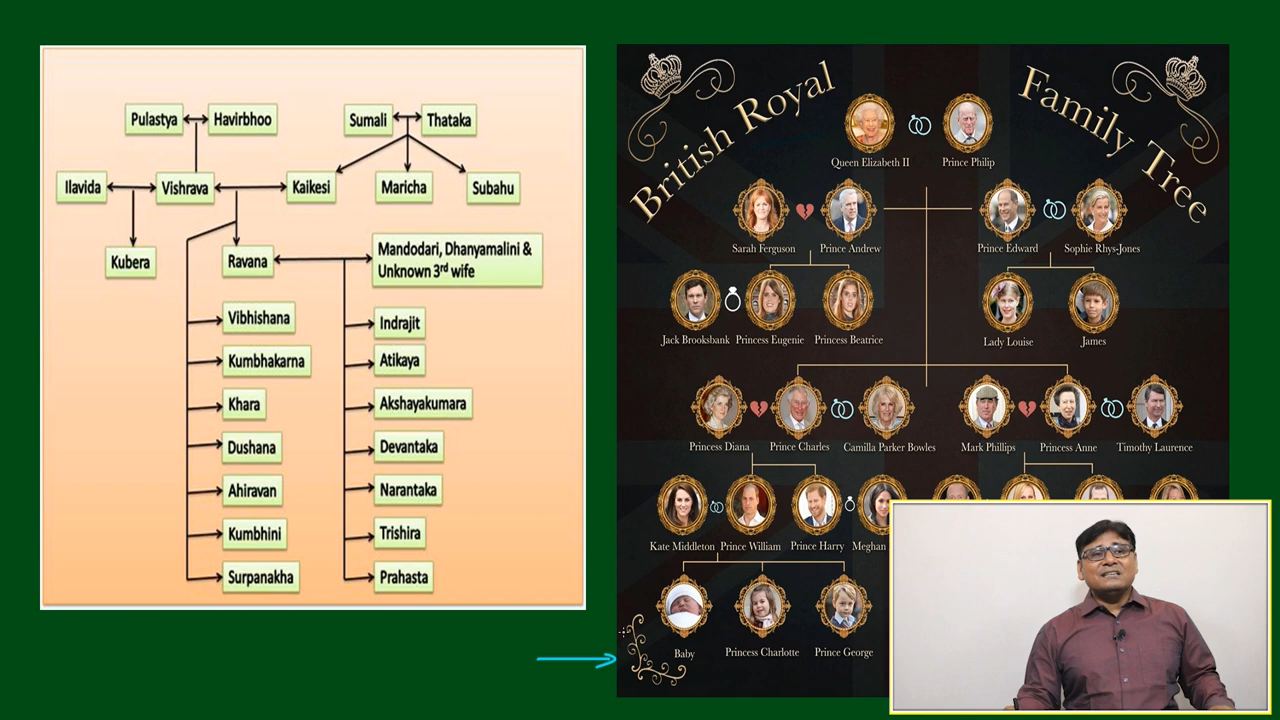 Pulastya
Havirbhoo
Sumali
Thataka
Ilavida
Vishrava
Kaikesi
Maricha
Subahu
Kubera
Ravana
Mandodari, Dhanyamalini &
Unknown 3rd wife
Vibhishana
Indrajit
Kumbhakarna
Atikaya
Khara
Akshayakumara
Dushana
Devantaka
Ahiravan
Narantaka
Kumbhini
Trishira
Surpanakha
Prahasta
British Royal
Family Tree
Queen Elizabeth II
Prince Philip
Sarah Ferguson
Prince Andrew
Prince Edward
Sophie Rhys-Jones
Jack Brooksbank
Princess Eugenie
Princess Beatrice
Lady Louise
James
Princess Diana
Prince Charles
Camilla Parker Bowles
Mark Phillips
Princess Anne
Timothy Laurence
Kate Middleton
Prince William
Prince Harry
Meghan
Baby
Princess Charlotte
Prince George